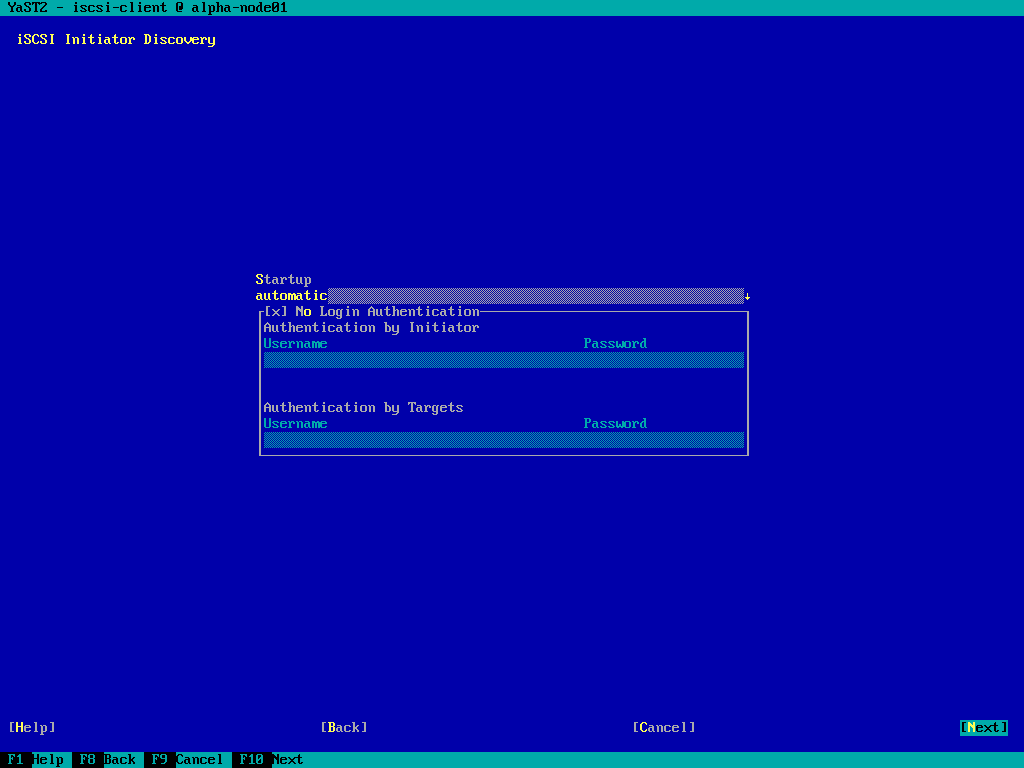 YaST2 - iscsi-client @ alpha-node01
iSCSI Initiator Discovery
Startup
automatic↓
[x] No Login Authentication
Authentication by Initiator
Username Password
Authentication by Targets
Username Password
[Help] [Back] [Cancel] [Next]
F1 Help F8 Back F9 Cancel F10 Next